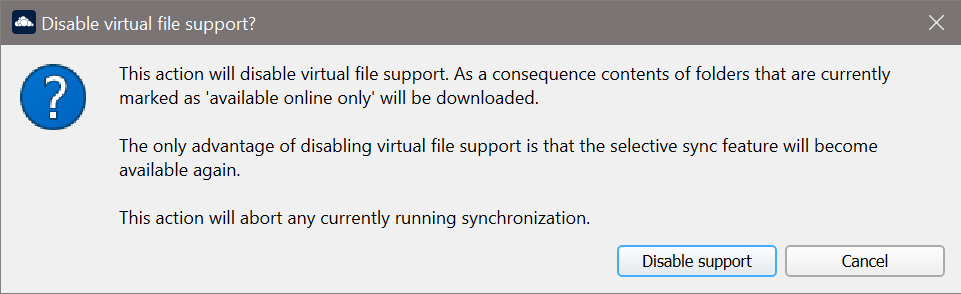 Disable virtual file support?
This action will disable virtual file support. As a consequence contents of folders that are currently
marked as 'available online only' will be downloaded.
The only advantage of disabling virtual file support is that the selective sync feature will become
available again.
This action will abort any currently running synchronization.
Disable support
Cancel